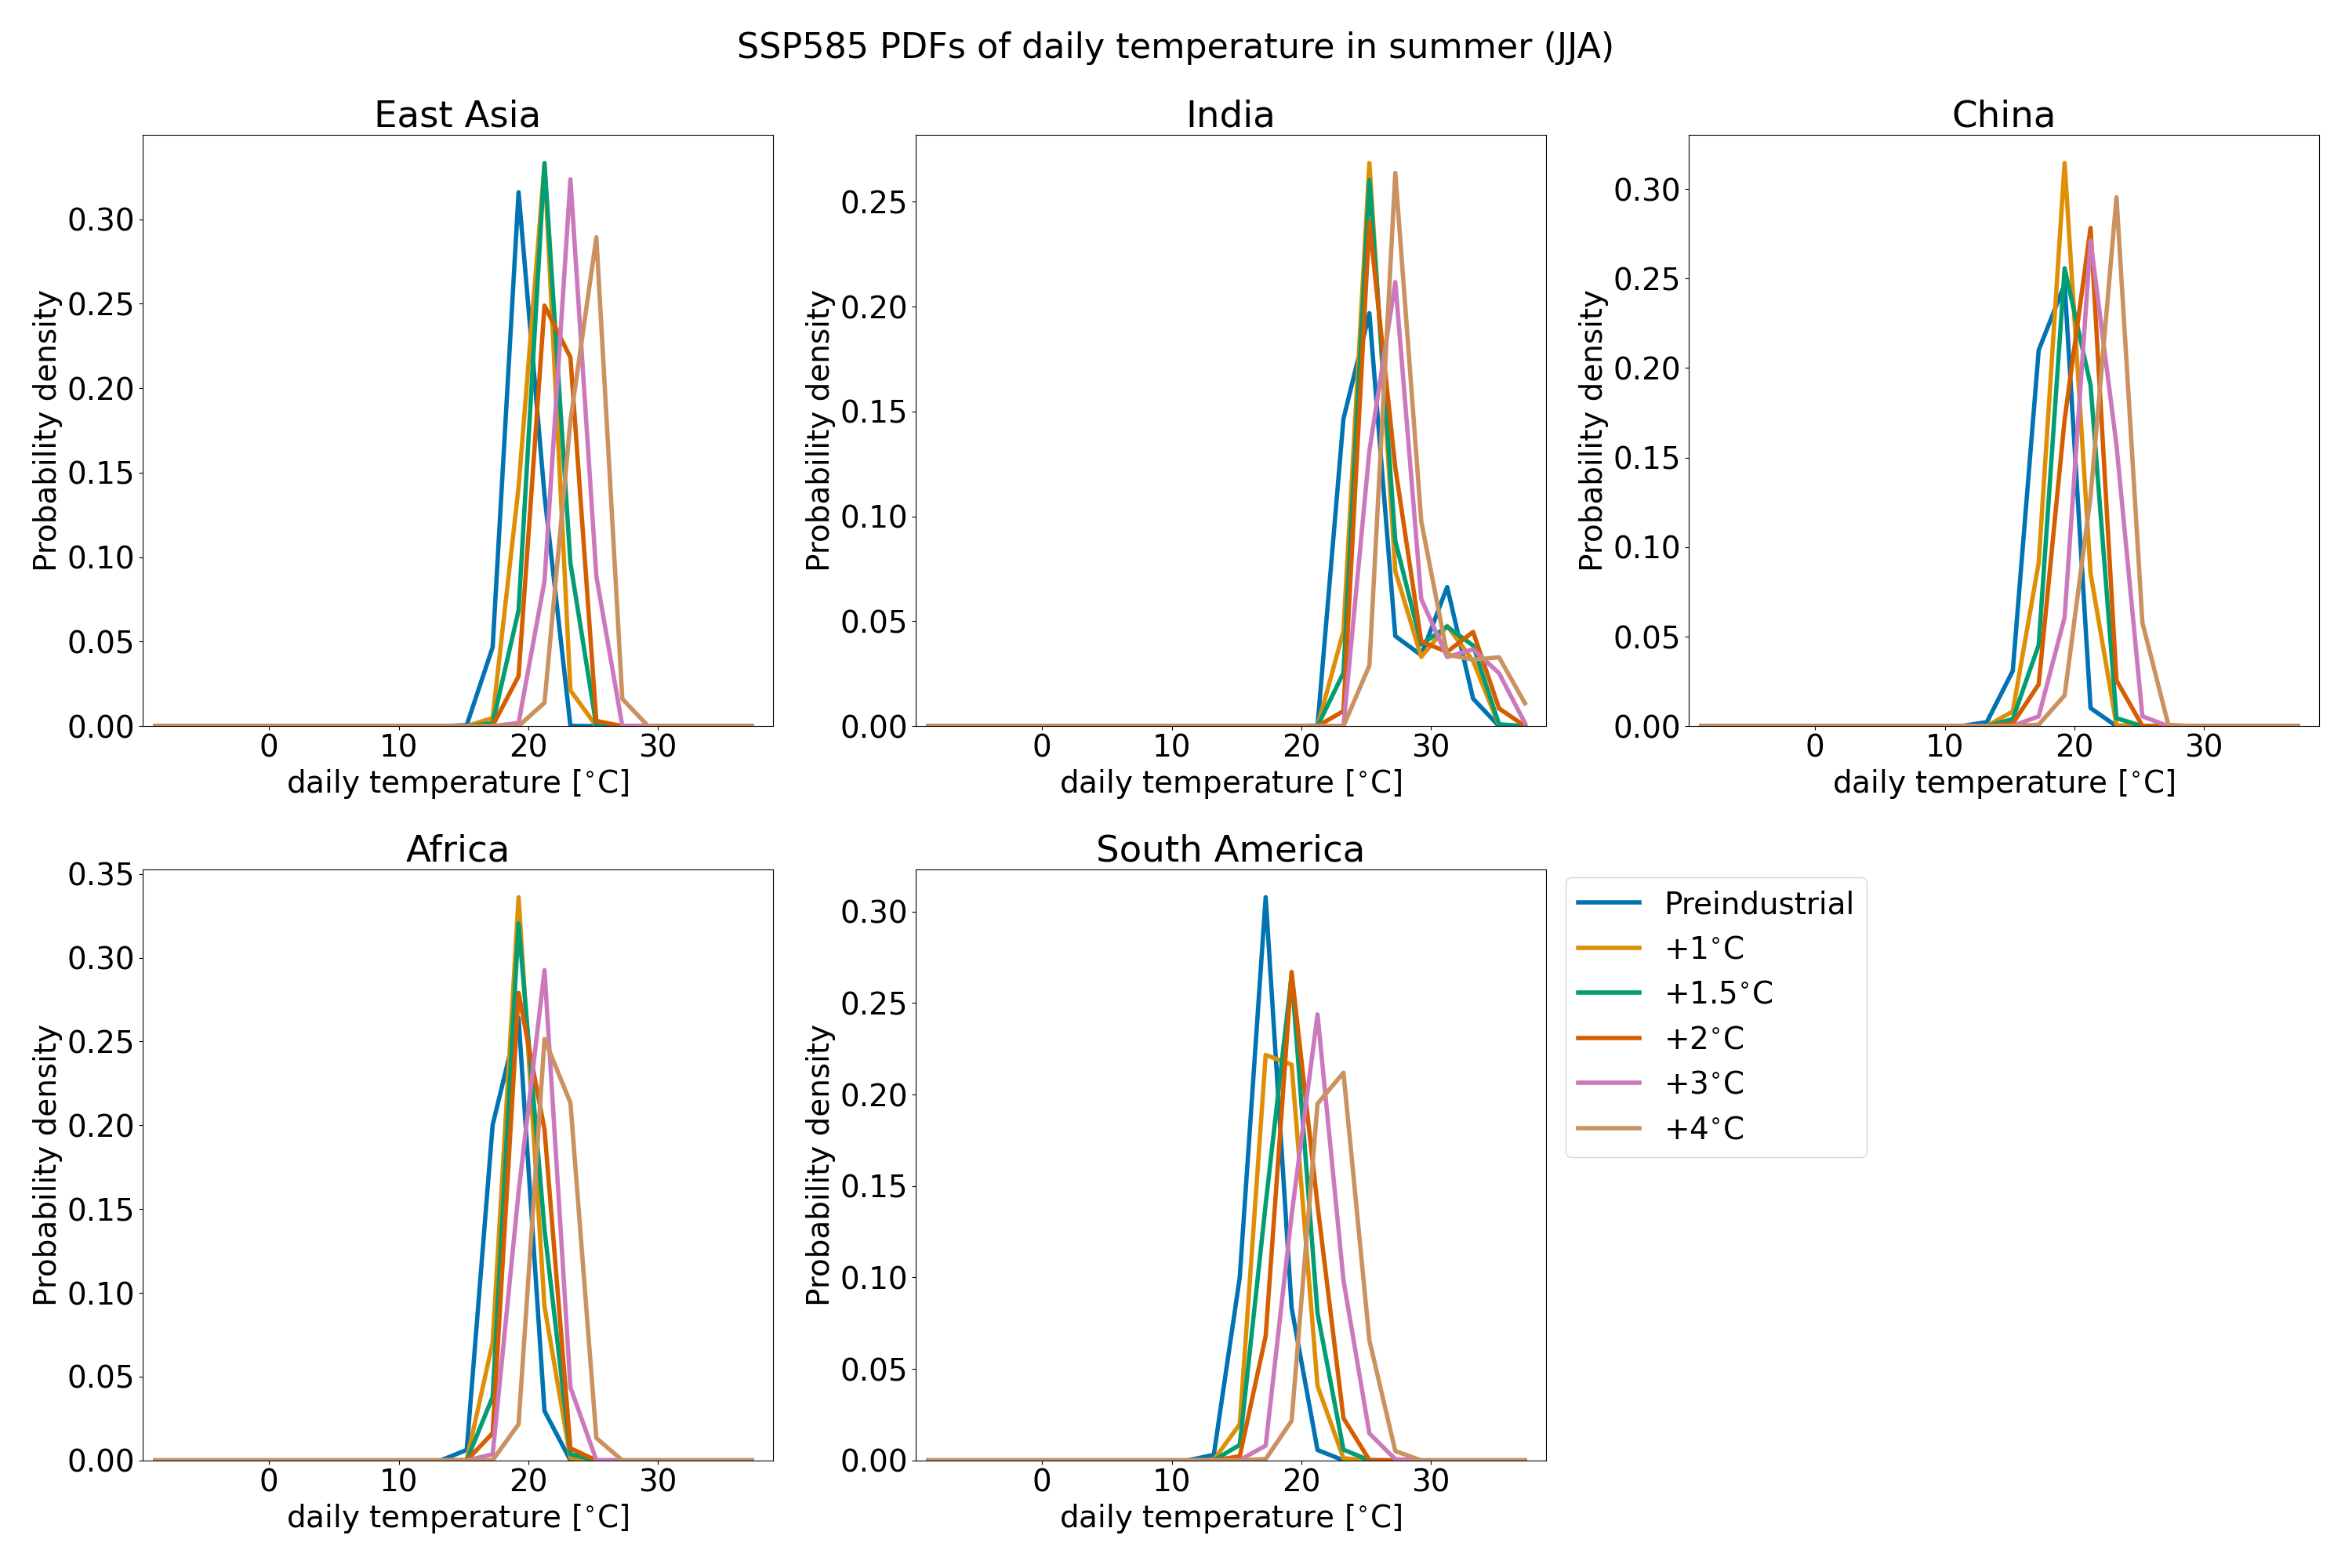 SSP585 PDFs of daily temperature in summer (JJA)
East Asia
Probability density
0.30
0.25
0.20
0.15
0.10
0.05
0.00
0 10 20 30
daily temperature [°C]
India
Probability density
0.25
0.20
0.15
0.10
0.05
0.00
0 10 20 30
daily temperature [°C]
China
Probability density
0.30
0.25
0.20
0.15
0.10
0.05
0.00
0 10 20 30
daily temperature [°C]
Africa
Probability density
0.35
0.30
0.25
0.20
0.15
0.10
0.05
0.00
0 10 20 30
daily temperature [°C]
South America
Probability density
0.30
0.25
0.20
0.15
0.10
0.05
0.00
0 10 20 30
daily temperature [°C]
Preindustrial
+1°C
+1.5°C
+2°C
+3°C
+4°C